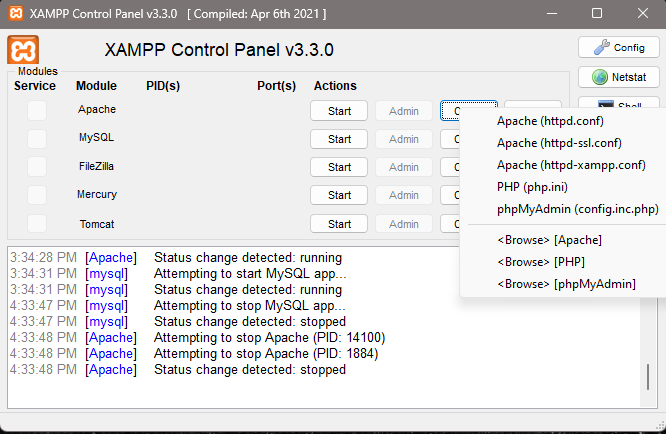 XAMPP Control Panel v3.3.0 [ Compiled: Apr 6th 2021 ]
XAMPP Control Panel v3.3.0
Config
Modules
Service Module PID(s) Port(s) Actions
Netstat
Shell
Apache Start Admin
MySQL Start Admin
FileZilla Start Admin
Mercury Start Admin
Tomcat Start Admin
Apache (httpd.conf)
Apache (httpd-ssl.conf)
Apache (httpd-xampp.conf)
PHP (php.ini)
phpMyAdmin (config.inc.php)
<Browse> [Apache]
<Browse> [PHP]
<Browse> [phpMyAdmin]
3:34:28 PM [Apache] Status change detected: running
3:34:31 PM [mysql] Attempting to start MySQL app...
3:34:31 PM [mysql] Status change detected: running
4:33:47 PM [mysql] Attempting to stop MySQL app...
4:33:47 PM [mysql] Status change detected: stopped
4:33:48 PM [Apache] Attempting to stop Apache (PID: 14100)
4:33:48 PM [Apache] Attempting to stop Apache (PID: 1884)
4:33:48 PM [Apache] Status change detected: stopped